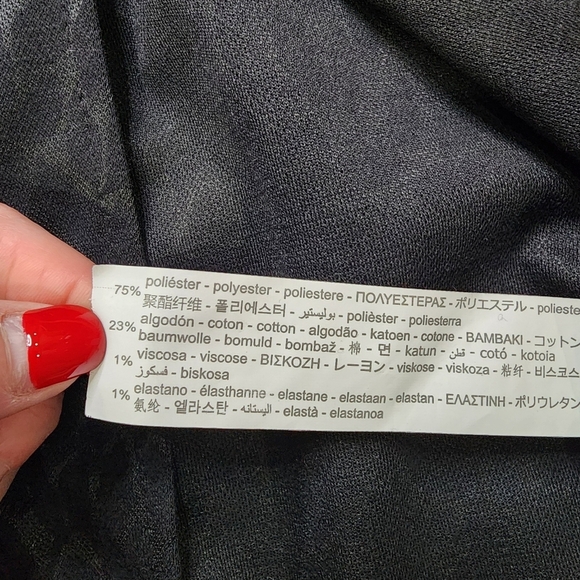 75% poliéster - polyester - poliestere - ΠΟΛΥΕΣΤΕΡΑΣ - ポリエステル - polieste
聚酯纤维 - 폴리에스터 - بوليستير - polièster - poliesterra
23% algodón - coton - cotton - algodão - katoen - cotone - BAMBAKI - コットン
baumwolle - bomuld - bombaž - 棉 - 면 - katun - قطن - cotó - kotoia
1% viscosa - viscose - ΒΙΣΚΟΖΗ - レーヨン - viskose - viskoza - 粘纤 - 비스코스
فسكوز - biskosa
1% elastano - élasthanne - elastane - elastaan - elastan - ΕΛΑΣΤΙΝΗ - ポリウレタン
氨纶 - 엘라스탄 - اليستانه - elastà - elastanoa